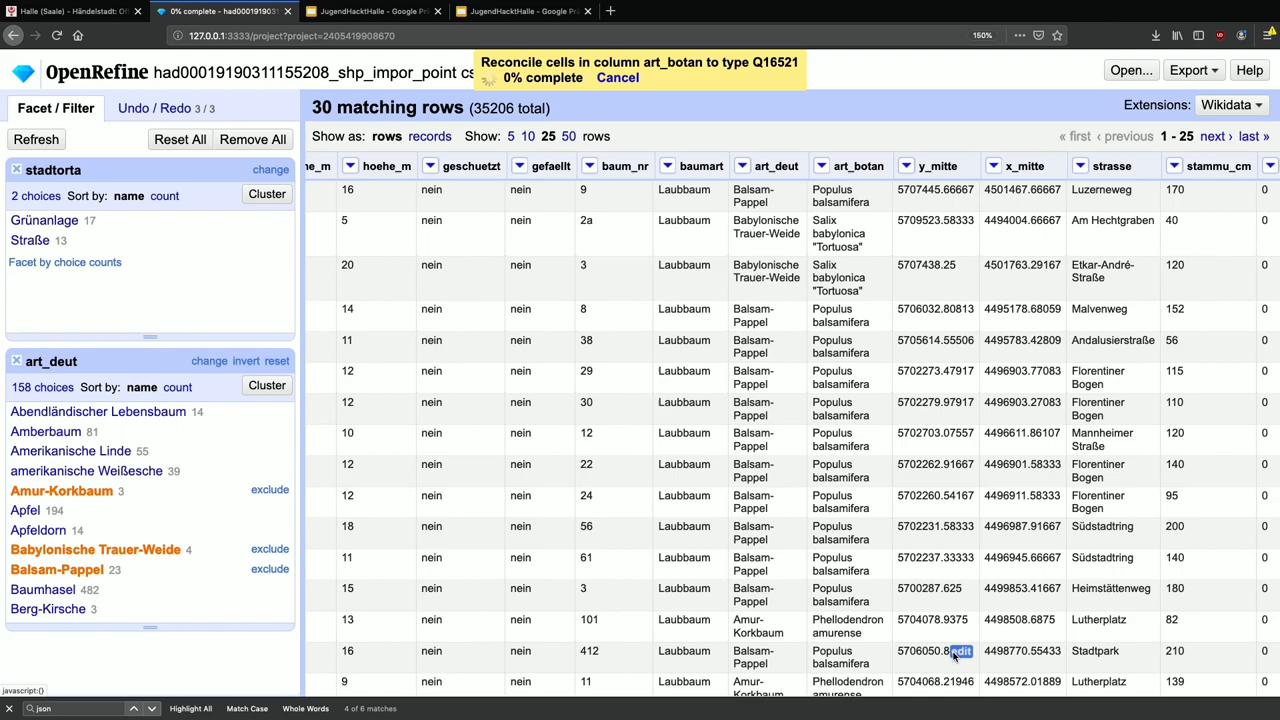 Halle (Saale) – Händelstadt: Of
0% complete - had000191903115
JugendHacktHalle - Google Prä
JugendHacktHalle - Google Prä
127.0.0.1:3333/project?project=2405419908670
150%
OpenRefine had00019190311155208_shp_impor_point cs
Reconcile cells in column art_botan to type Q16521
0% complete Cancel
Open... Export Help
Facet / Filter Undo / Redo 3 / 3
30 matching rows (35206 total)
Extensions: Wikidata
Refresh Reset All Remove All
Show as: rows records Show: 5 10 25 50 rows
« first ‹ previous 1 - 25 next › last »
stadtorta change
2 choices Sort by: name count Cluster
Grünanlage 17
Straße 13
Facet by choice counts
art_deut change invert reset
158 choices Sort by: name count Cluster
Abendländischer Lebensbaum 14
Amberbaum 81
Amerikanische Linde 55
amerikanische Weißesche 39
Amur-Korkbaum 3 exclude
Apfel 194
Apfeldorn 14
Babylonische Trauer-Weide 4 exclude
Balsam-Pappel 23 exclude
Baumhasel 482
Berg-Kirsche 3
he_m hoehe_m geschuetzt gefaellt baum_nr baumart art_deut art_botan y_mitte x_mitte strasse stammu_cm
16 nein nein 9 Laubbaum Balsam-Pappel Populus balsamifera 5707445.66667 4501467.66667 Luzerneweg 170 0
5 nein nein 2a Laubbaum Babylonische Trauer-Weide Salix babylonica "Tortuosa" 5709523.58333 4494004.66667 Am Hechtgraben 40 0
20 nein nein 3 Laubbaum Babylonische Trauer-Weide Salix babylonica "Tortuosa" 5707438.25 4501763.29167 Etkar-André-Straße 120 0
14 nein nein 8 Laubbaum Balsam-Pappel Populus balsamifera 5706032.80813 4495178.68059 Malvenweg 152 0
11 nein nein 38 Laubbaum Balsam-Pappel Populus balsamifera 5705614.55506 4495783.42809 Andalusierstraße 56 0
12 nein nein 29 Laubbaum Balsam-Pappel Populus balsamifera 5702273.47917 4496903.77083 Florentiner Bogen 115 0
12 nein nein 30 Laubbaum Balsam-Pappel Populus balsamifera 5702279.97917 4496903.27083 Florentiner Bogen 110 0
10 nein nein 12 Laubbaum Balsam-Pappel Populus balsamifera 5702703.07557 4496611.86107 Mannheimer Straße 120 0
12 nein nein 22 Laubbaum Balsam-Pappel Populus balsamifera 5702262.91667 4496901.58333 Florentiner Bogen 140 0
12 nein nein 24 Laubbaum Balsam-Pappel Populus balsamifera 5702260.54167 4496911.58333 Florentiner Bogen 95 0
18 nein nein 56 Laubbaum Balsam-Pappel Populus balsamifera 5702231.58333 4496987.91667 Südstadtring 200 0
11 nein nein 61 Laubbaum Balsam-Pappel Populus balsamifera 5702237.33333 4496945.66667 Südstadtring 140 0
15 nein nein 3 Laubbaum Balsam-Pappel Populus balsamifera 5700287.625 4499853.41667 Heimstättenweg 180 0
13 nein nein 101 Laubbaum Amur-Korkbaum Phellodendron amurense 5704078.9375 4498508.6875 Lutherplatz 82 0
16 nein nein 412 Laubbaum Balsam-Pappel Populus balsamifera 5706050.8 edit 4498770.55433 Stadtpark 210 0
9 nein nein 11 Laubbaum Amur-Korkbaum Phellodendron amurense 5704068.21946 4498572.01889 Lutherplatz 139 0
javascript:{}
json Highlight All Match Case Whole Words 4 of 6 matches